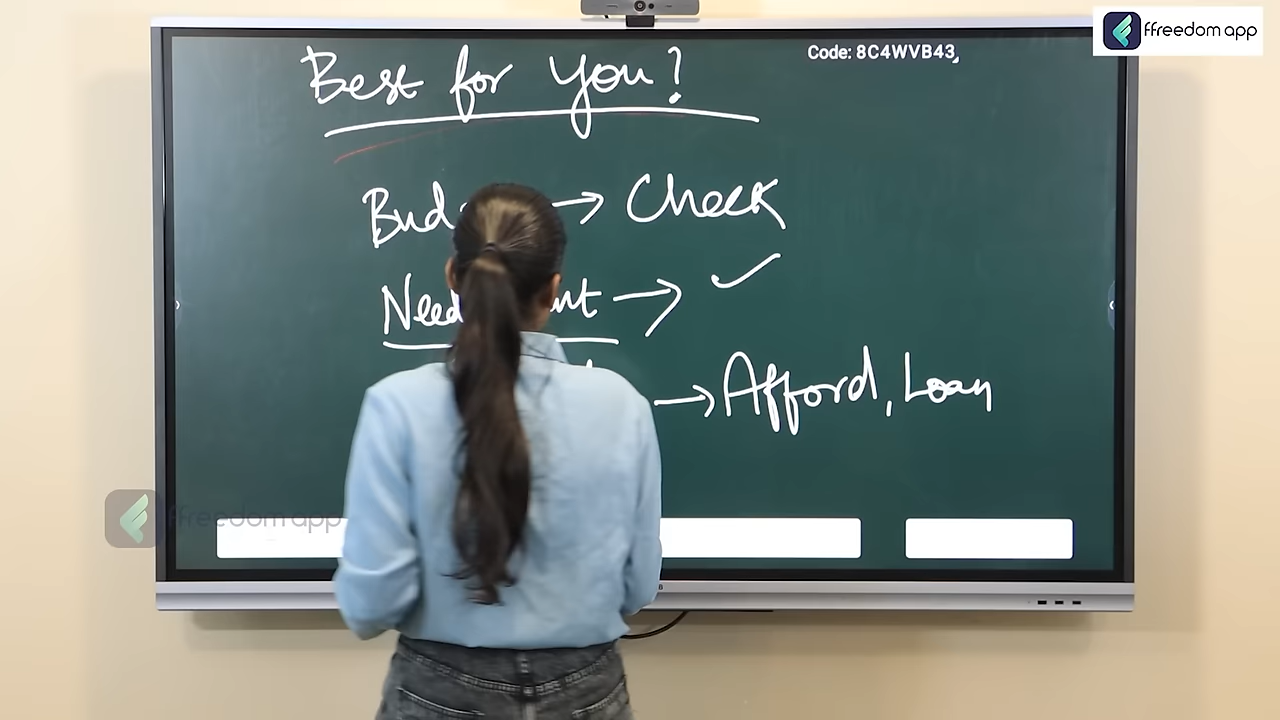 Code: 8C4WVB43,
ffreedom app
Best for You?
Bud → Check
Need nt → ✓
→ Afford, Loan
ffreedom app